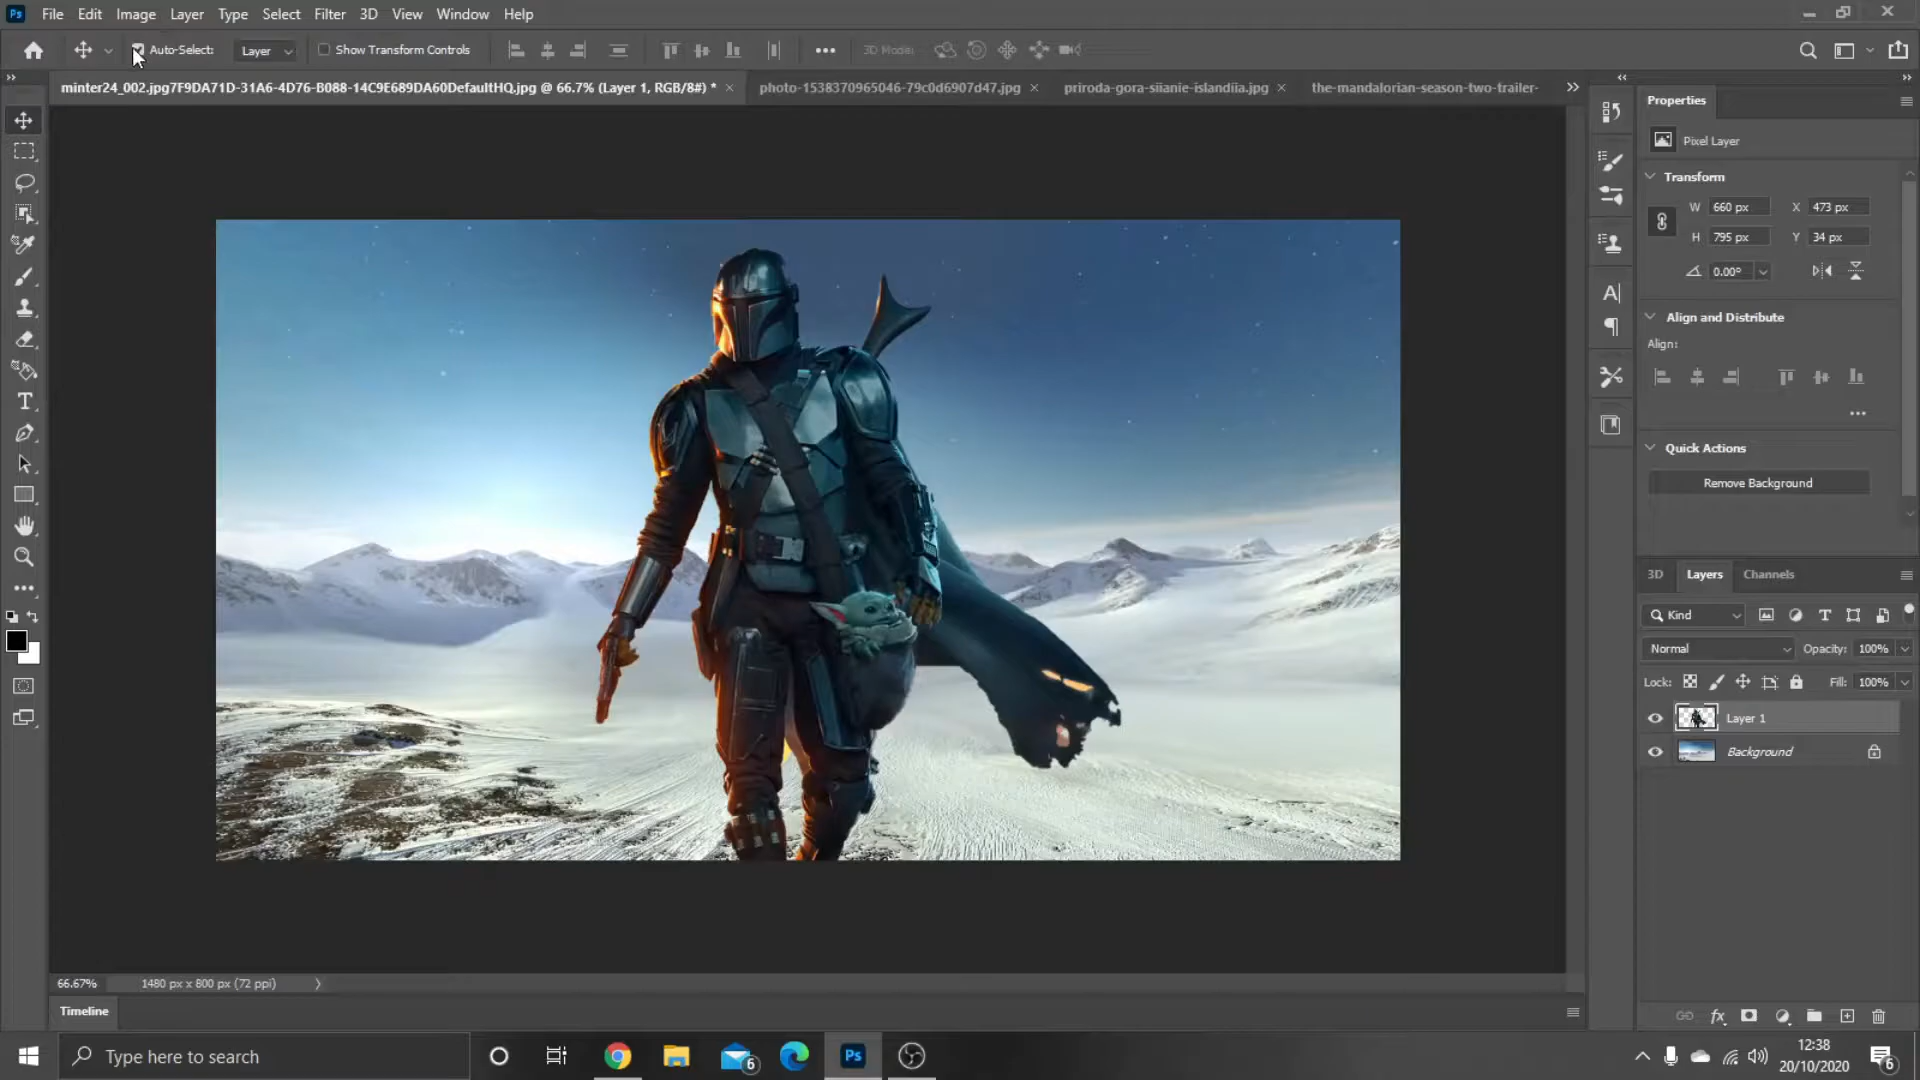 Ps File Edit Image Layer Type Select Filter 3D View Window Help
Auto-Select: Layer Show Transform Controls 3D Mode:
minter24_002.jpg7F9DA71D-31A6-4D76-B088-14C9E689DA60DefaultHQ.jpg @ 66.7% (Layer 1, RGB/8#) * photo-1538370965046-79c0d6907d47.jpg priroda-gora-siianie-islandiia.jpg the-mandalorian-season-two-trailer-
Properties
Pixel Layer
Transform
W 660 px X 473 px
H 795 px Y 34 px
0.00°
Align and Distribute
Align:
Quick Actions
Remove Background
3D Layers Channels
Kind
Normal Opacity: 100%
Lock: Fill: 100%
Layer 1
Background
66.67% 1480 px x 800 px (72 ppi)
Timeline
Type here to search 6 Ps 12:38
20/10/2020 6